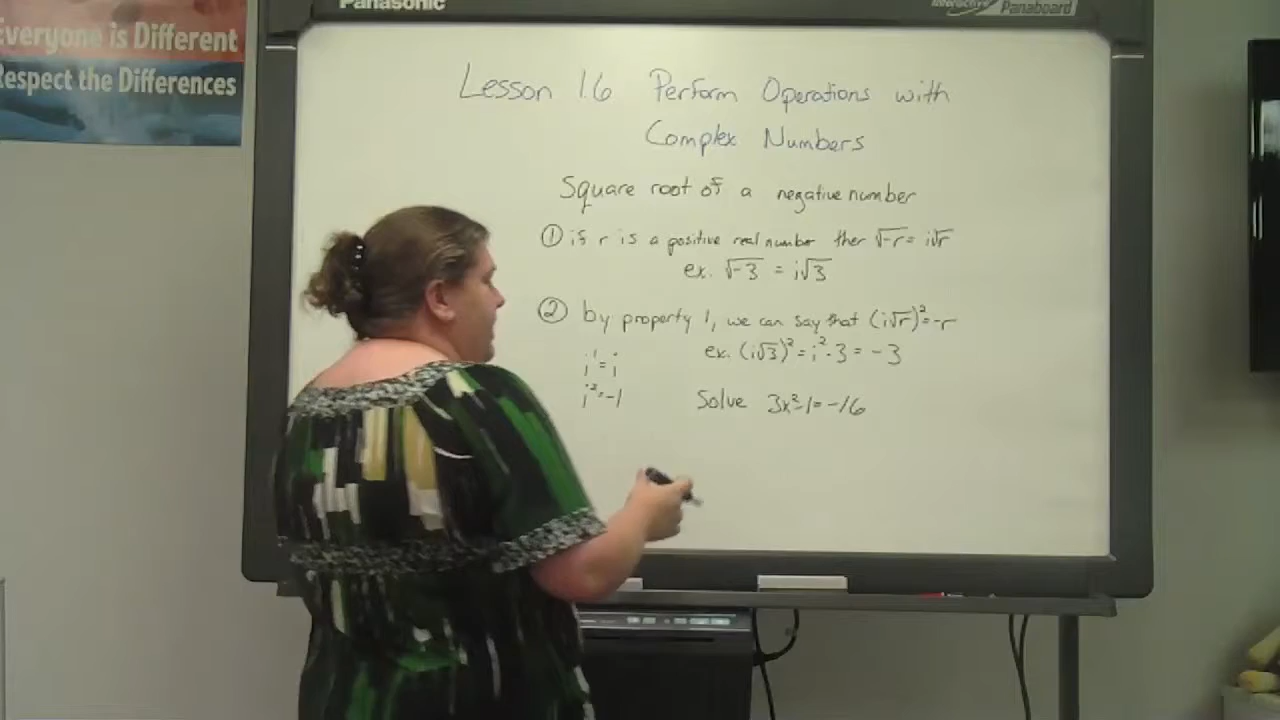 Panasonic
Interactive Panaboard
Everyone is Different
Respect the Differences
Lesson 1.6 Perform Operations with
Complex Numbers
Square root of a negative number
① if r is a positive real number then √-r = i√r
ex. √-3 = i√3
② by property 1, we can say that (i√r)² = -r
ex. (i√3)² = i² · 3 = -3
i¹ = i
i² = -1
Solve 3x²-1 = -16